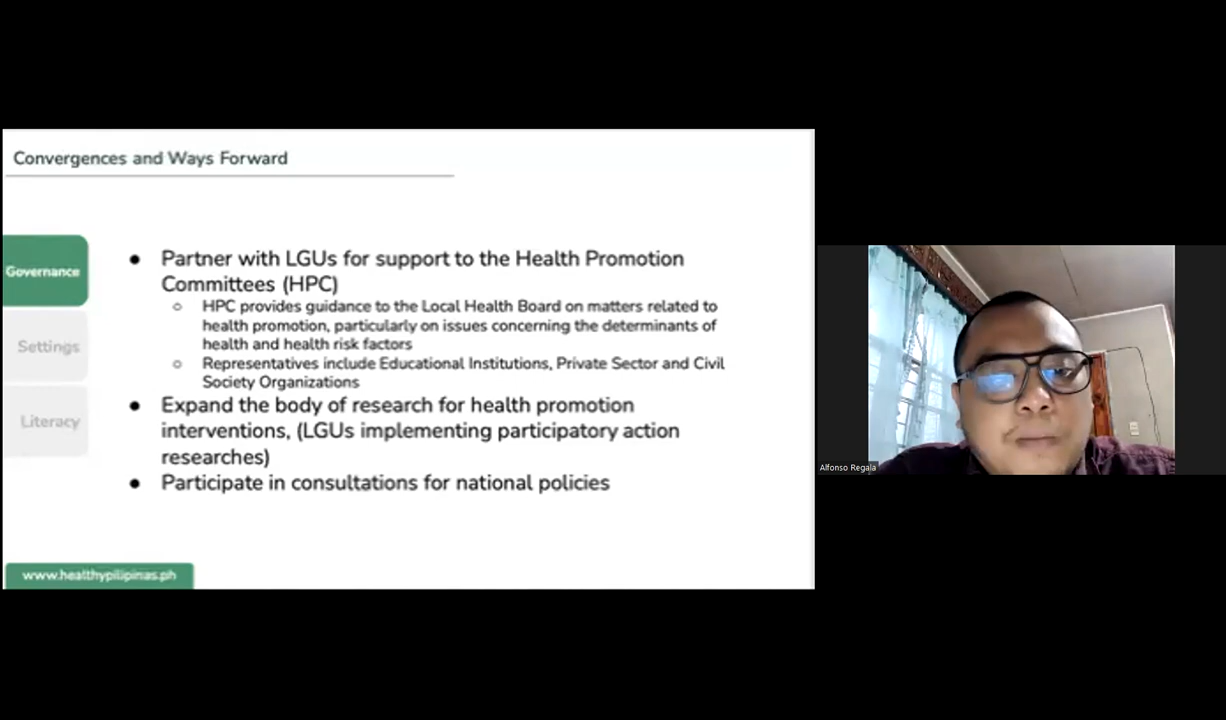 Convergences and Ways Forward
Governance
Settings
Literacy
● Partner with LGUs for support to the Health Promotion
Committees (HPC)
○ HPC provides guidance to the Local Health Board on matters related to
health promotion, particularly on issues concerning the determinants of
health and health risk factors
○ Representatives include Educational Institutions, Private Sector and Civil
Society Organizations
● Expand the body of research for health promotion
interventions, (LGUs implementing participatory action
researches)
● Participate in consultations for national policies
www.healthypilipinas.ph
Alfonso Regala